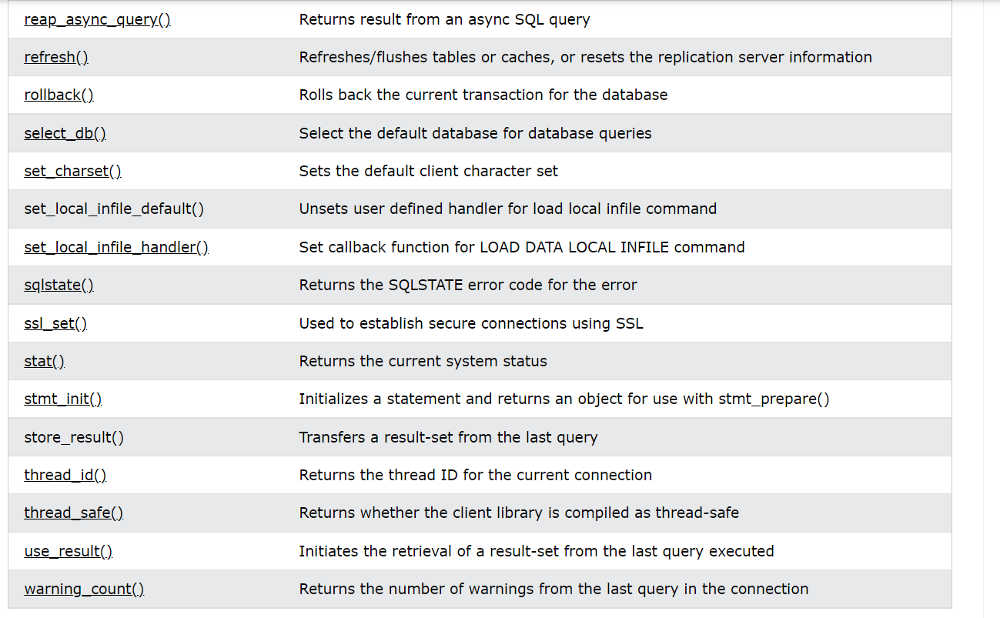 reap_async_query() Returns result from an async SQL query
refresh() Refreshes/flushes tables or caches, or resets the replication server information
rollback() Rolls back the current transaction for the database
select_db() Select the default database for database queries
set_charset() Sets the default client character set
set_local_infile_default() Unsets user defined handler for load local infile command
set_local_infile_handler() Set callback function for LOAD DATA LOCAL INFILE command
sqlstate() Returns the SQLSTATE error code for the error
ssl_set() Used to establish secure connections using SSL
stat() Returns the current system status
stmt_init() Initializes a statement and returns an object for use with stmt_prepare()
store_result() Transfers a result-set from the last query
thread_id() Returns the thread ID for the current connection
thread_safe() Returns whether the client library is compiled as thread-safe
use_result() Initiates the retrieval of a result-set from the last query executed
warning_count() Returns the number of warnings from the last query in the connection